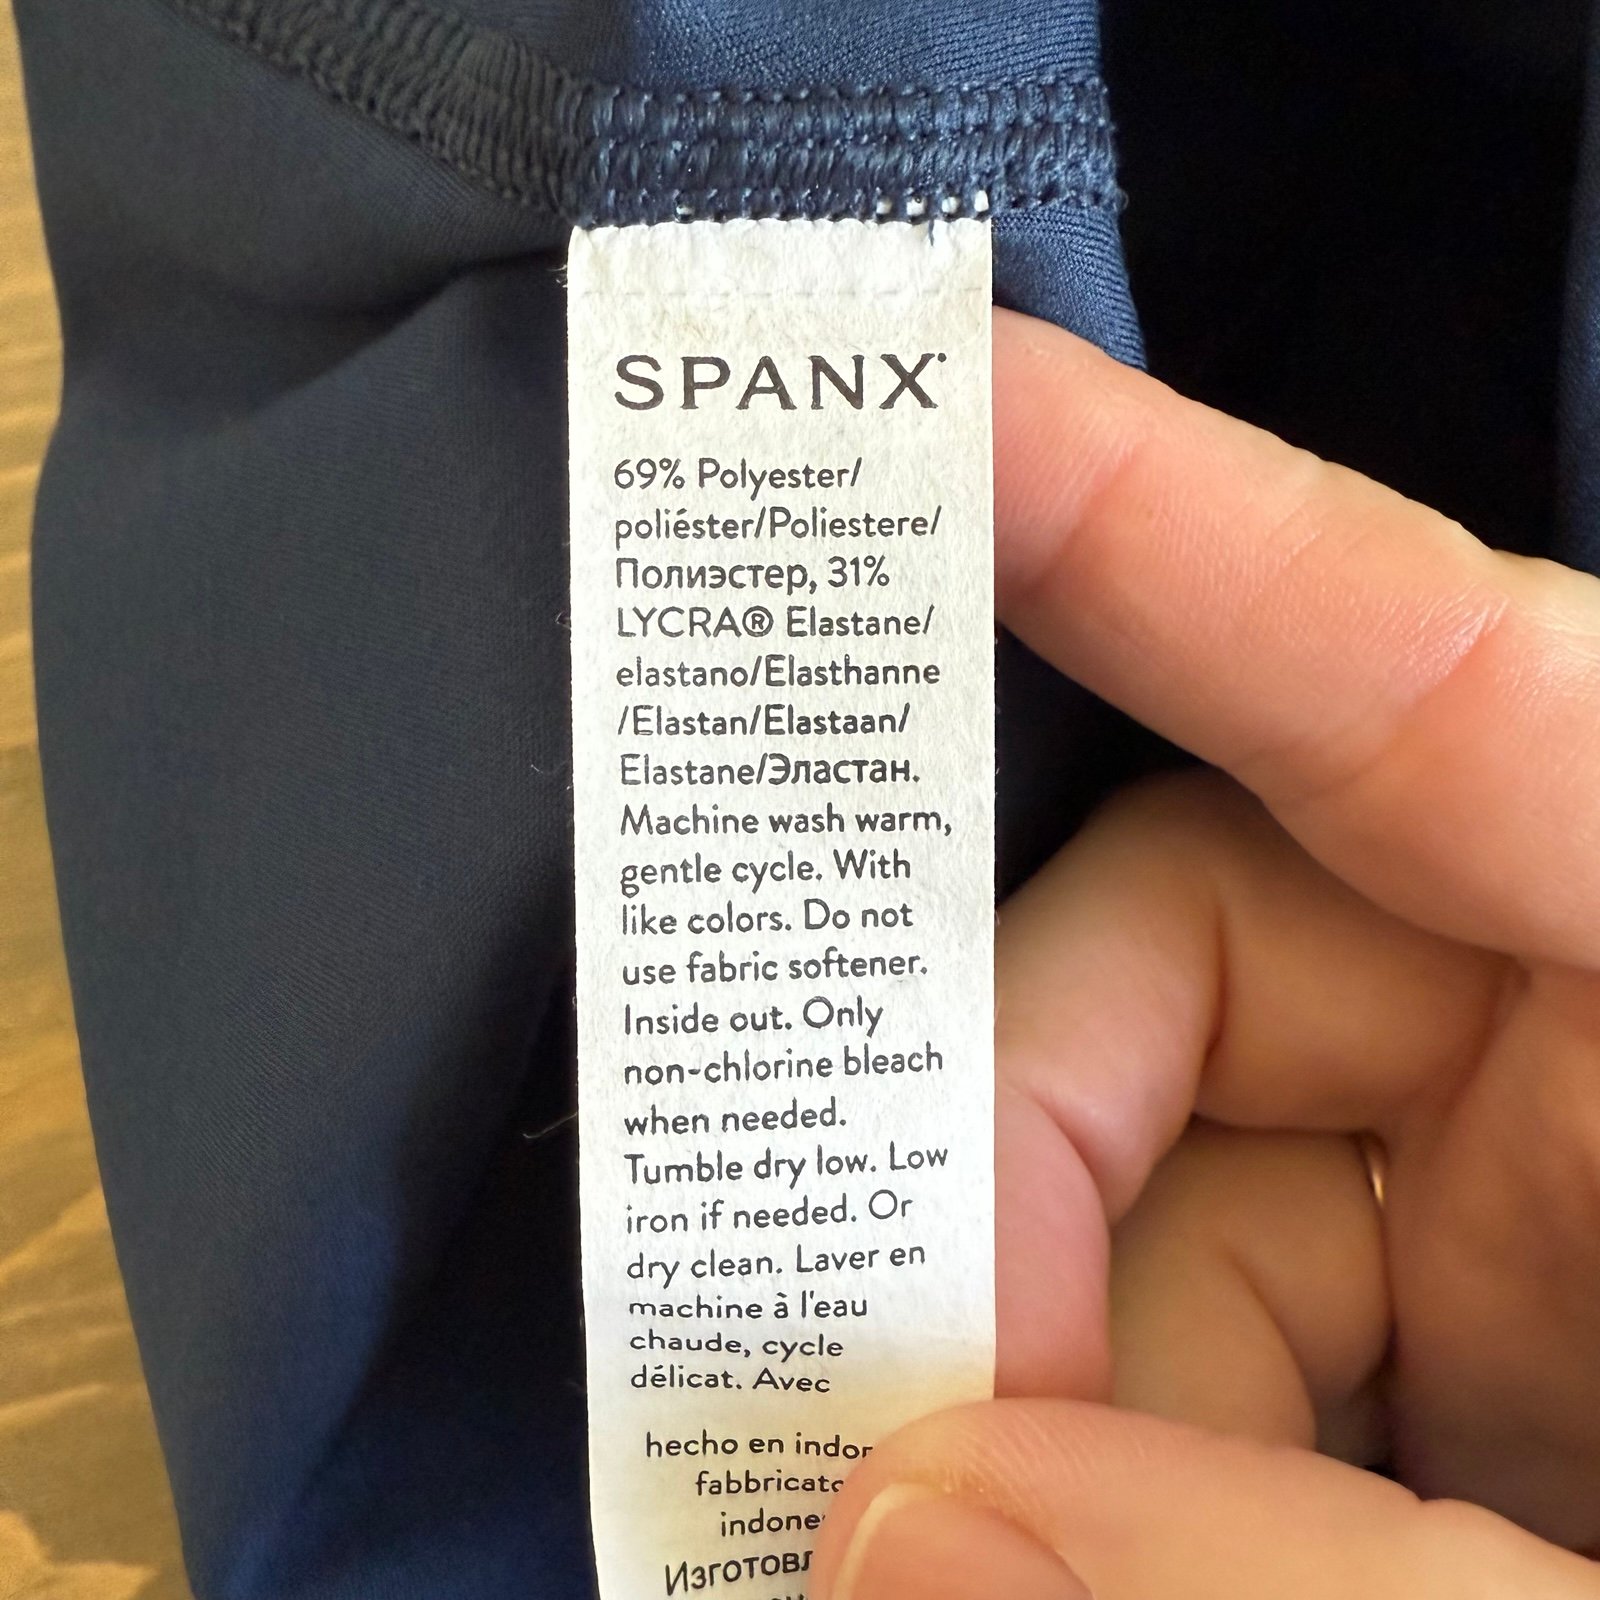 SPANX
69% Polyester/
poliéster/Poliestere/
Полиэстер, 31%
LYCRA® Elastane/
elastano/Elasthanne
/Elastan/Elastaan/
Elastane/Эластан.
Machine wash warm,
gentle cycle. With
like colors. Do not
use fabric softener.
Inside out. Only
non-chlorine bleach
when needed.
Tumble dry low. Low
iron if needed. Or
dry clean. Laver en
machine à l'eau
chaude, cycle
délicat. Avec
hecho en